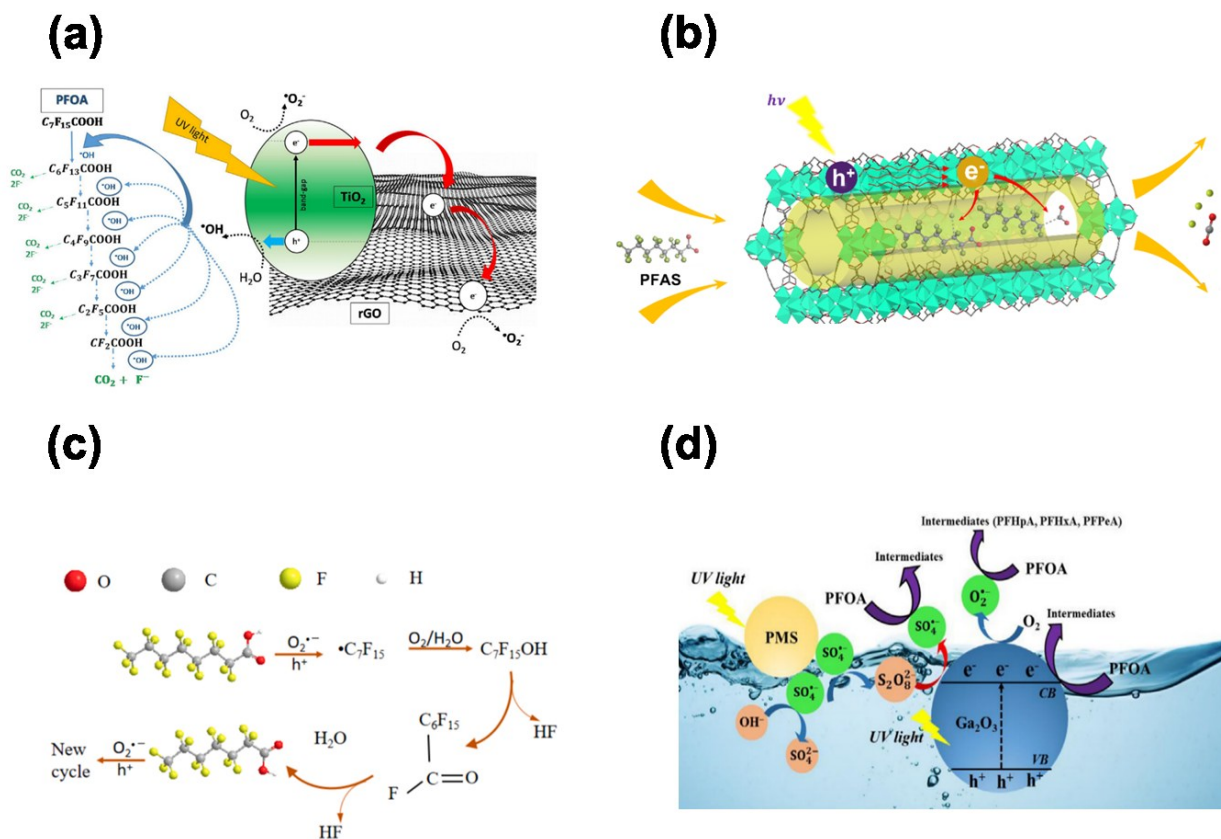 (a)
PFOA
C₇F₁₅COOH
•OH
C₆F₁₃COOH
CO₂
2F⁻
•OH
C₅F₁₁COOH
CO₂
2F⁻
•OH
C₄F₉COOH
CO₂
2F⁻
•OH
C₃F₇COOH
CO₂
2F⁻
•OH
C₂F₅COOH
CO₂
2F⁻
•OH
CF₂COOH
•OH
CO₂ + F⁻
UV light
O₂
•O₂⁻
e⁻
band-gap
TiO₂
h⁺
•OH
H₂O
e⁻
rGO
e⁻
O₂
•O₂⁻
(b)
hν
h⁺
e⁻
PFAS
(c)
O
C
F
H
O₂•⁻
h⁺
•C₇F₁₅
O₂/H₂O
C₇F₁₅OH
HF
C₆F₁₅
F
C=O
H₂O
HF
O₂•⁻
h⁺
New
cycle
(d)
Intermediates (PFHpA, PFHxA, PFPeA)
Intermediates
PFOA
UV light
PFOA
O₂•⁻
O₂
Intermediates
PMS
SO₄•⁻
SO₄•⁻
SO₄•⁻
S₂O₈²⁻
PFOA
e⁻ e⁻ e⁻
CB
OH⁻
SO₄²⁻
UV light
Ga₂O₃
VB
h⁺ h⁺ h⁺